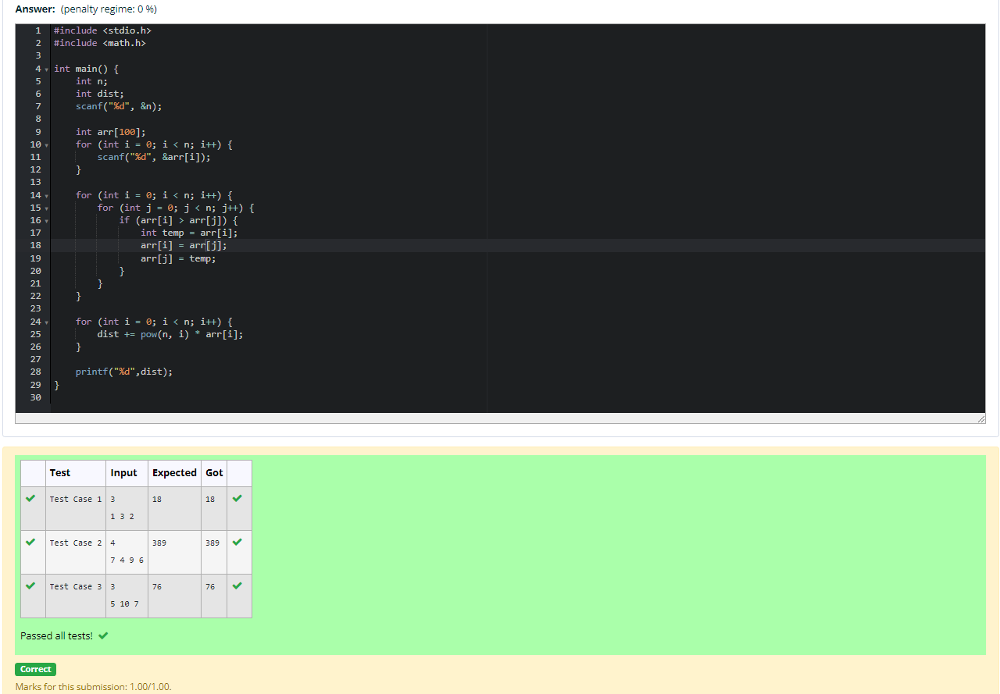 Answer: (penalty regime: 0 %)
1 #include <stdio.h>
2 #include <math.h>
3
4 int main() {
5     int n;
6     int dist;
7     scanf("%d", &n);
8
9     int arr[100];
10     for (int i = 0; i < n; i++) {
11         scanf("%d", &arr[i]);
12     }
13
14     for (int i = 0; i < n; i++) {
15         for (int j = 0; j < n; j++) {
16             if (arr[i] > arr[j]) {
17                 int temp = arr[i];
18                 arr[i] = arr[j];
19                 arr[j] = temp;
20             }
21         }
22     }
23
24     for (int i = 0; i < n; i++) {
25         dist += pow(n, i) * arr[i];
26     }
27
28     printf("%d",dist);
29 }
30
Test Input Expected Got
Test Case 1 3 18 18
1 3 2
Test Case 2 4 389 389
7 4 9 6
Test Case 3 3 76 76
5 10 7
Passed all tests!
Correct
Marks for this submission: 1.00/1.00.